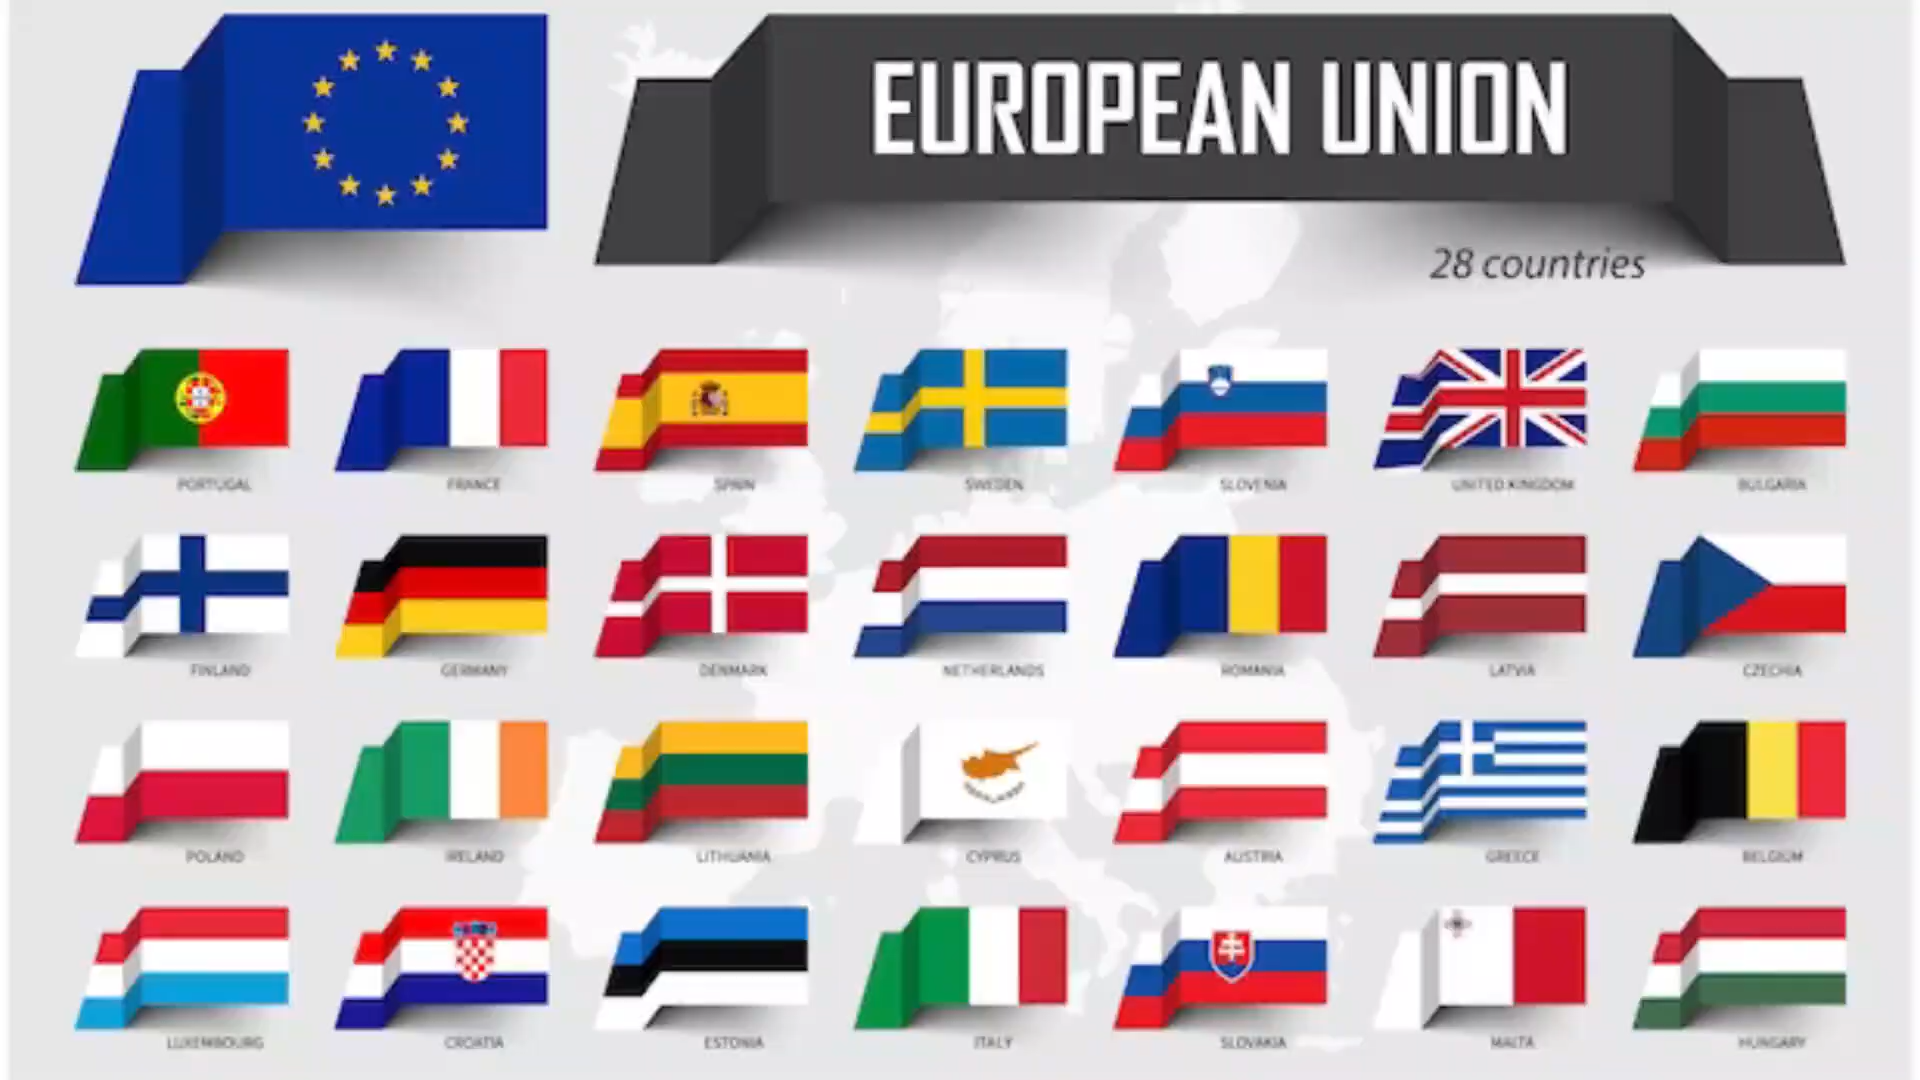 EUROPEAN UNION
28 countries
PORTUGAL
FRANCE
SPAIN
SWEDEN
SLOVENIA
UNITED KINGDOM
BULGARIA
FINLAND
GERMANY
DENMARK
NETHERLANDS
ROMANIA
LATVIA
CZECHIA
POLAND
IRELAND
LITHUANIA
CYPRUS
AUSTRIA
GREECE
BELGIUM
LUXEMBOURG
CROATIA
ESTONIA
ITALY
SLOVAKIA
MALTA
HUNGARY